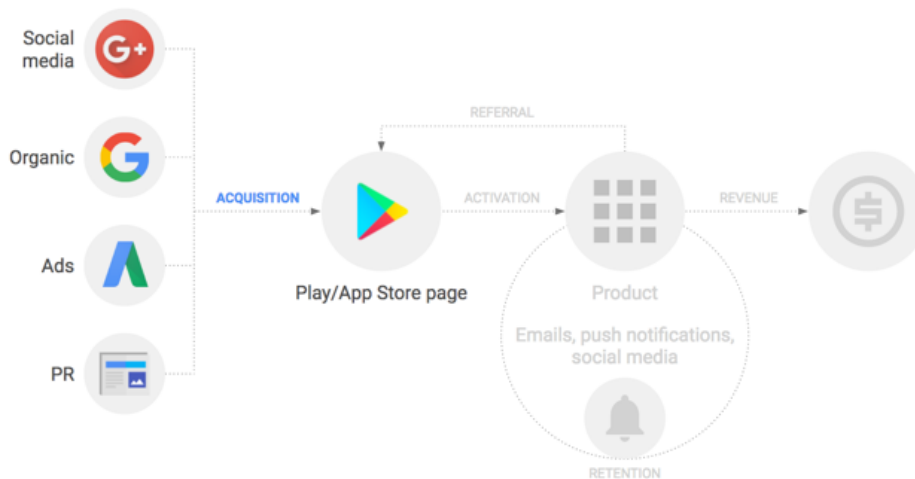 Social
media
G+
Organic
G
Ads
PR
ACQUISITION
Play/App Store page
REFERRAL
ACTIVATION
Product
REVENUE
$
Emails, push notifications,
social media
RETENTION